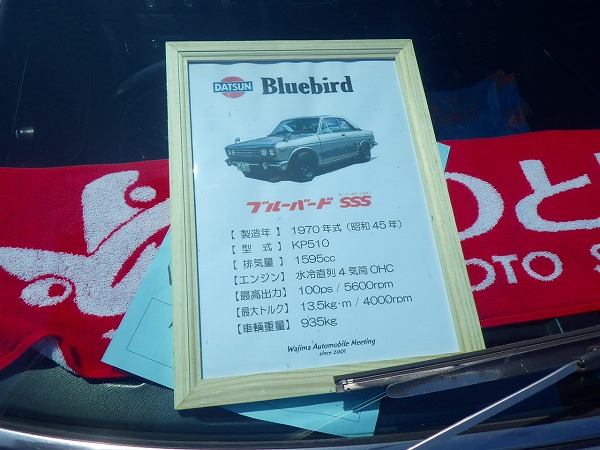 DATSUN Bluebird
ブルーバード SSS
【 製造年 】 1970年式（昭和45年）
【 型 式 】 KP510
【 排気量 】 1595cc
【エンジン】 水冷直列4気筒OHC
【最高出力】 100ps / 5600rpm
【最大トルク】 13.5kg·m / 4000rpm
【車輌重量】 935kg
Wajima Automobile Meeting
since 2001
のと
OTO S